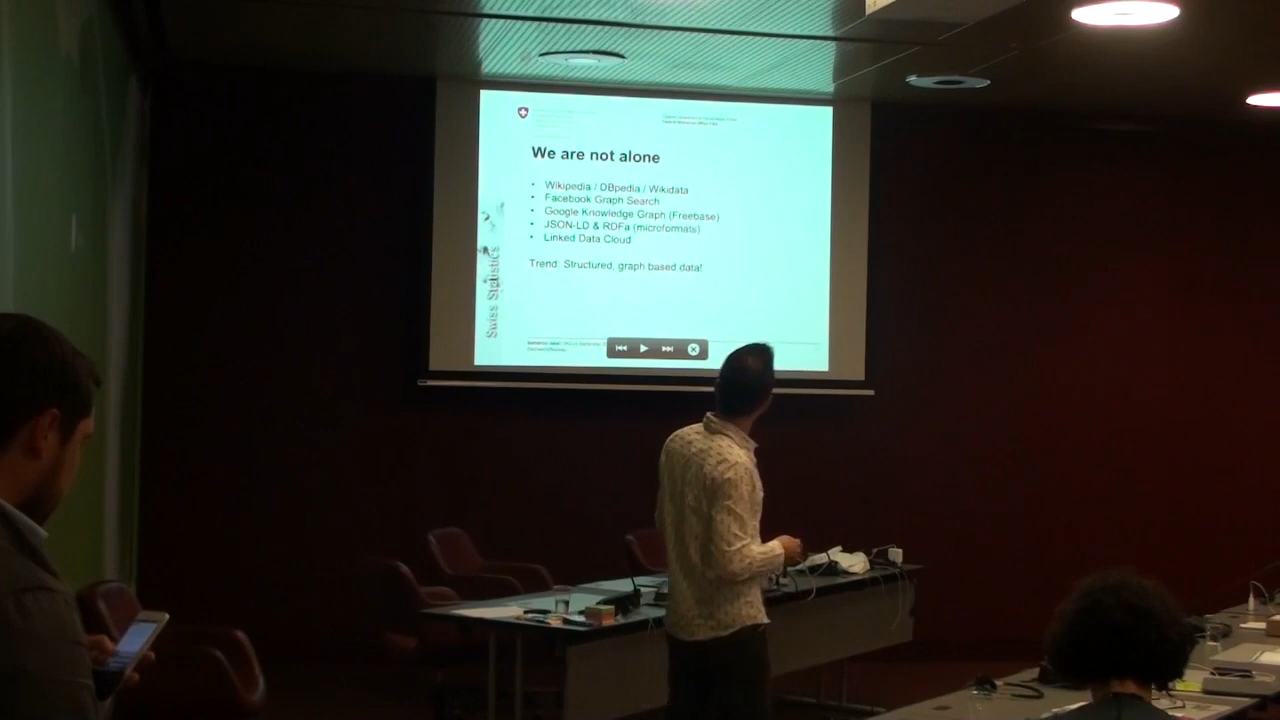 We are not alone
• Wikipedia / DBpedia / Wikidata
• Facebook Graph Search
• Google Knowledge Graph (Freebase)
• JSON-LD & RDFa (microformats)
• Linked Data Cloud
Trend: Structured, graph based data!
Swiss Statistics